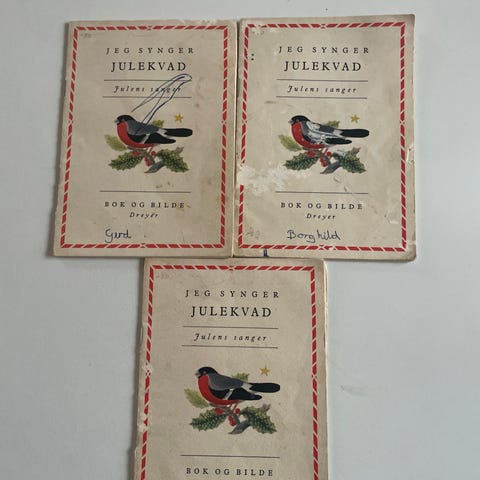 JEG SYNGER
JULEKVAD
Julens sanger
BOK OG BILDE
Dreyer
Gerd
JEG SYNGER
JULEKVAD
Julens sanger
BOK OG BILDE
Dreyer
Borghild
JEG SYNGER
JULEKVAD
Julens sanger
BOK OG BILDE